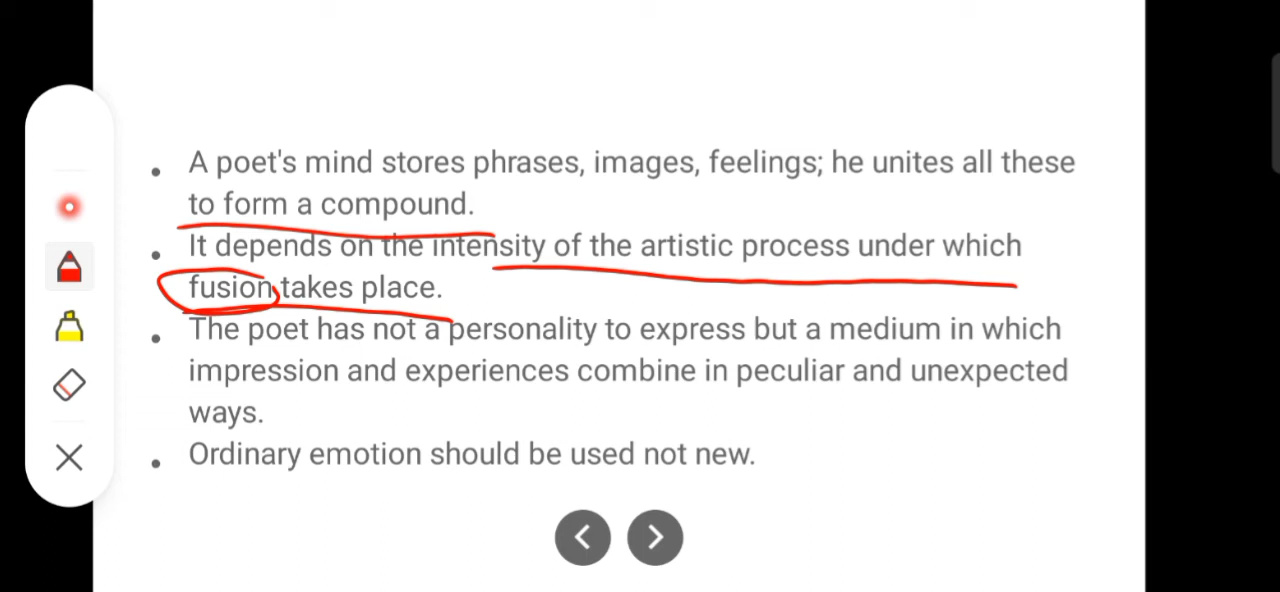 • A poet's mind stores phrases, images, feelings; he unites all these
to form a compound.
• It depends on the intensity of the artistic process under which
fusion takes place.
• The poet has not a personality to express but a medium in which
impression and experiences combine in peculiar and unexpected
ways.
• Ordinary emotion should be used not new.